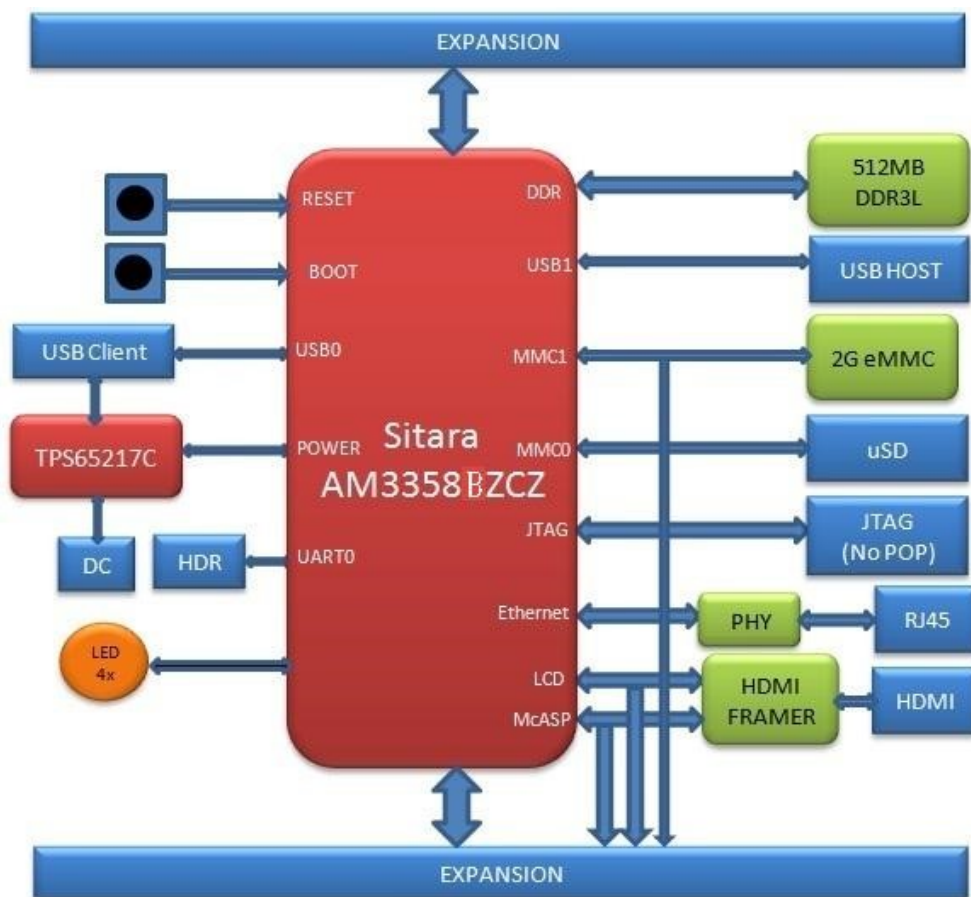 EXPANSION
RESET
BOOT
USB Client
USB0
TPS65217C
POWER
DC
HDR
UART0
LED
4x
Sitara
AM3358BZCZ
DDR
512MB
DDR3L
USB1
USB HOST
MMC1
2G eMMC
MMC0
uSD
JTAG
JTAG
(No POP)
Ethernet
PHY
RJ45
LCD
McASP
HDMI
FRAMER
HDMI
EXPANSION